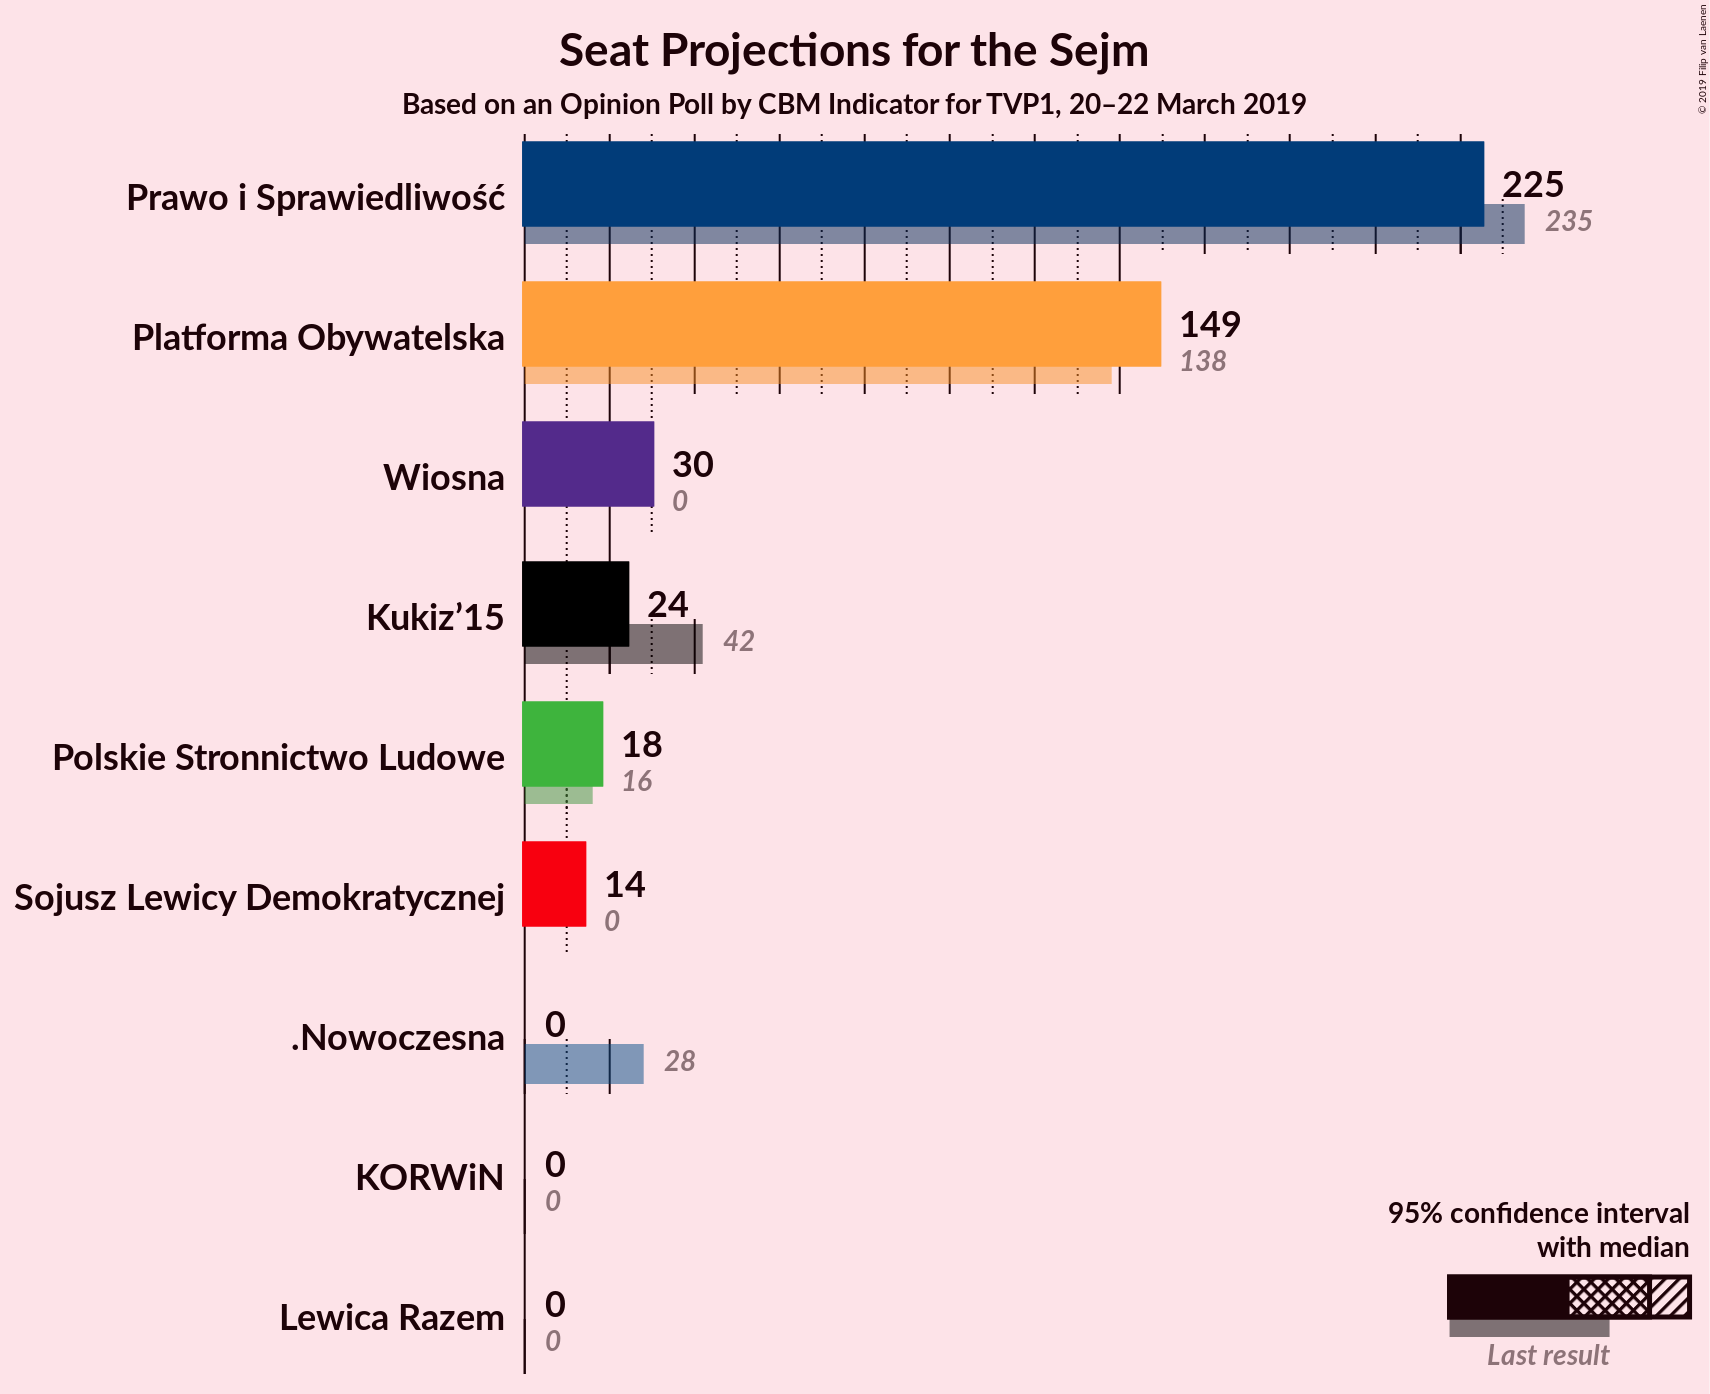 Seat Projections for the Sejm
Based on an Opinion Poll by CBM Indicator for TVP1, 20–22 March 2019
© 2019 Filip van Laenen
Prawo i Sprawiedliwość
225
235
Platforma Obywatelska
149
138
Wiosna
30
0
Kukiz’15
24
42
Polskie Stronnictwo Ludowe
18
16
Sojusz Lewicy Demokratycznej
14
0
.Nowoczesna
0
28
KORWiN
0
0
Lewica Razem
0
0
95% confidence interval
with median
Last result